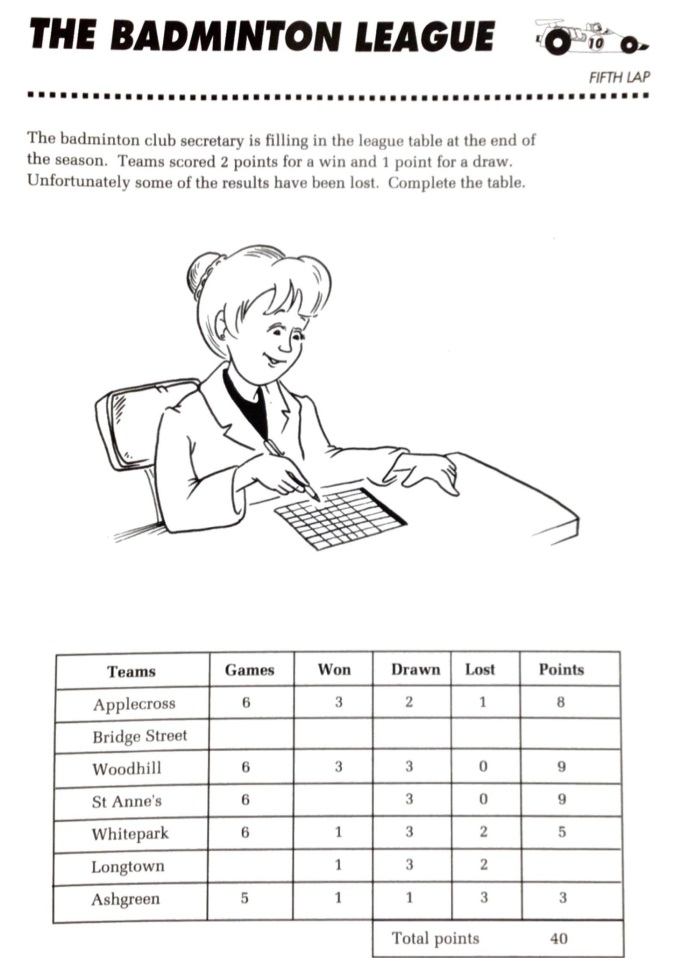 THE BADMINTON LEAGUE
10
FIFTH LAP
The badminton club secretary is filling in the league table at the end of
the season. Teams scored 2 points for a win and 1 point for a draw.
Unfortunately some of the results have been lost. Complete the table.
Teams Games Won Drawn Lost Points
Applecross 6 3 2 1 8
Bridge Street
Woodhill 6 3 3 0 9
St Anne's 6 3 0 9
Whitepark 6 1 3 2 5
Longtown 1 3 2
Ashgreen 5 1 1 3 3
Total points 40